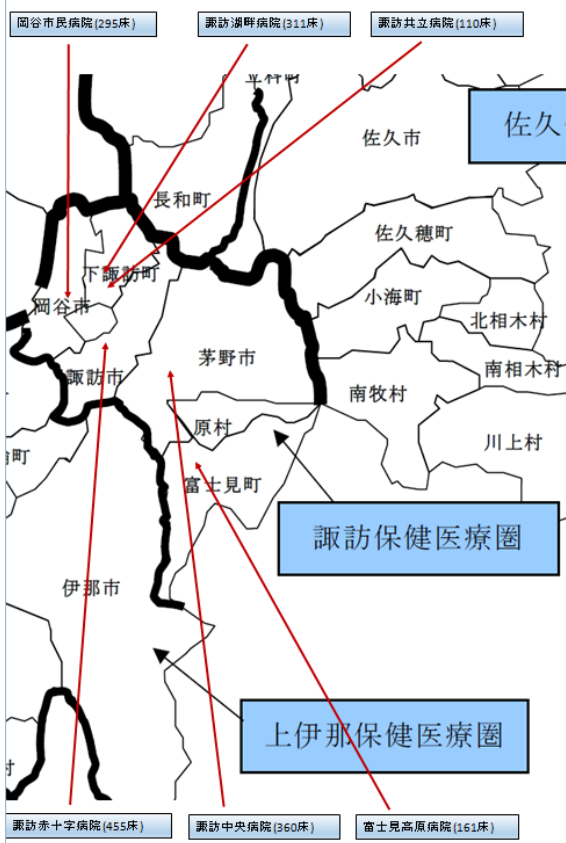 岡谷市民病院(295床)
諏訪湖畔病院(311床)
諏訪共立病院(110床)
立科町
佐久市
佐久
長和町
佐久穂町
下諏訪町
小海町
岡谷市
北相木村
茅野市
南相木村
諏訪市
南牧村
原村
川上村
町
富士見町
諏訪保健医療圏
伊那市
上伊那保健医療圏
村
諏訪赤十字病院(455床)
諏訪中央病院(360床)
富士見高原病院(161床)